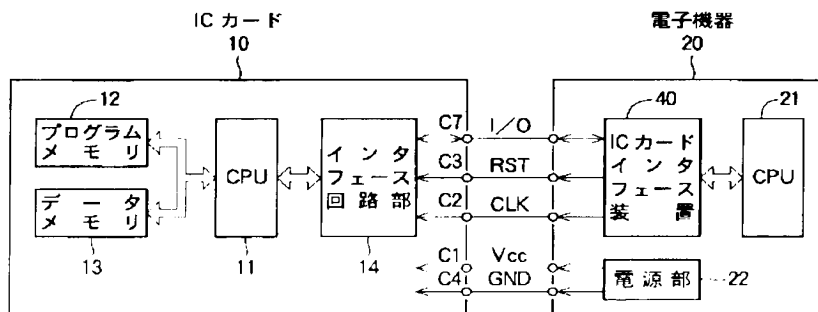 IC カード
10
電子機器
20
12
プログラム
メモリ
データ
メモリ
13
CPU
11
インタ
フェース
回路部
14
C7
I/O
C3
RST
C2
CLK
C1
Vcc
C4
GND
40
ICカード
インタ
フェース
装置
21
CPU
電源部
22